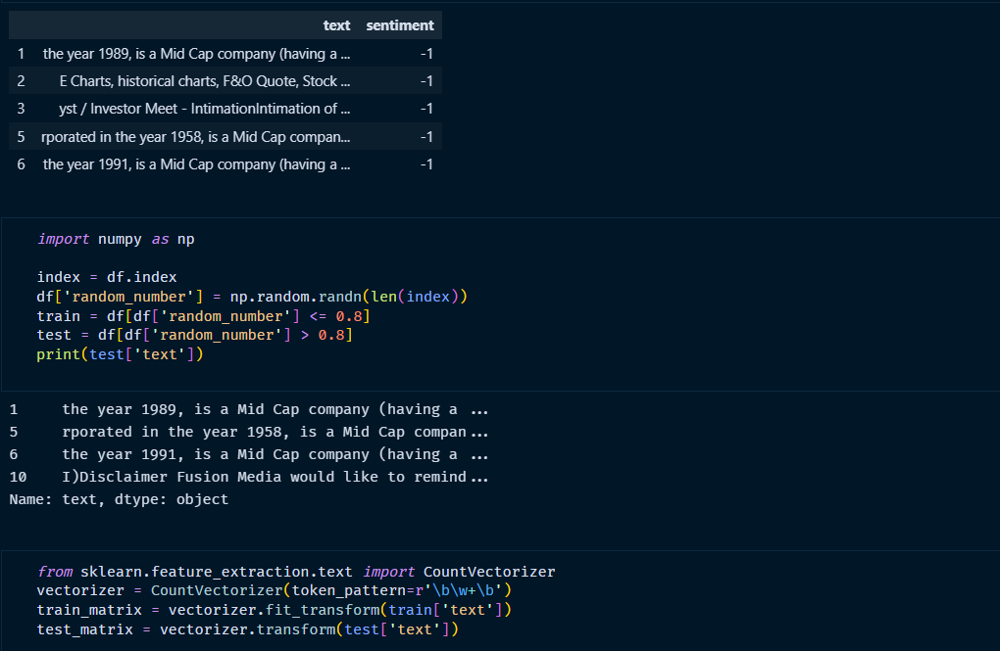 text sentiment
1 the year 1989, is a Mid Cap company (having a ... -1
2 E Charts, historical charts, F&O Quote, Stock ... -1
3 yst / Investor Meet - IntimationIntimation of ... -1
5 rporated in the year 1958, is a Mid Cap compan... -1
6 the year 1991, is a Mid Cap company (having a ... -1
import numpy as np
index = df.index
df['random_number'] = np.random.randn(len(index))
train = df[df['random_number'] <= 0.8]
test = df[df['random_number'] > 0.8]
print(test['text'])
1 the year 1989, is a Mid Cap company (having a ...
5 rporated in the year 1958, is a Mid Cap compan...
6 the year 1991, is a Mid Cap company (having a ...
10 I)Disclaimer Fusion Media would like to remind...
Name: text, dtype: object
from sklearn.feature_extraction.text import CountVectorizer
vectorizer = CountVectorizer(token_pattern=r'\b\w+\b')
train_matrix = vectorizer.fit_transform(train['text'])
test_matrix = vectorizer.transform(test['text'])